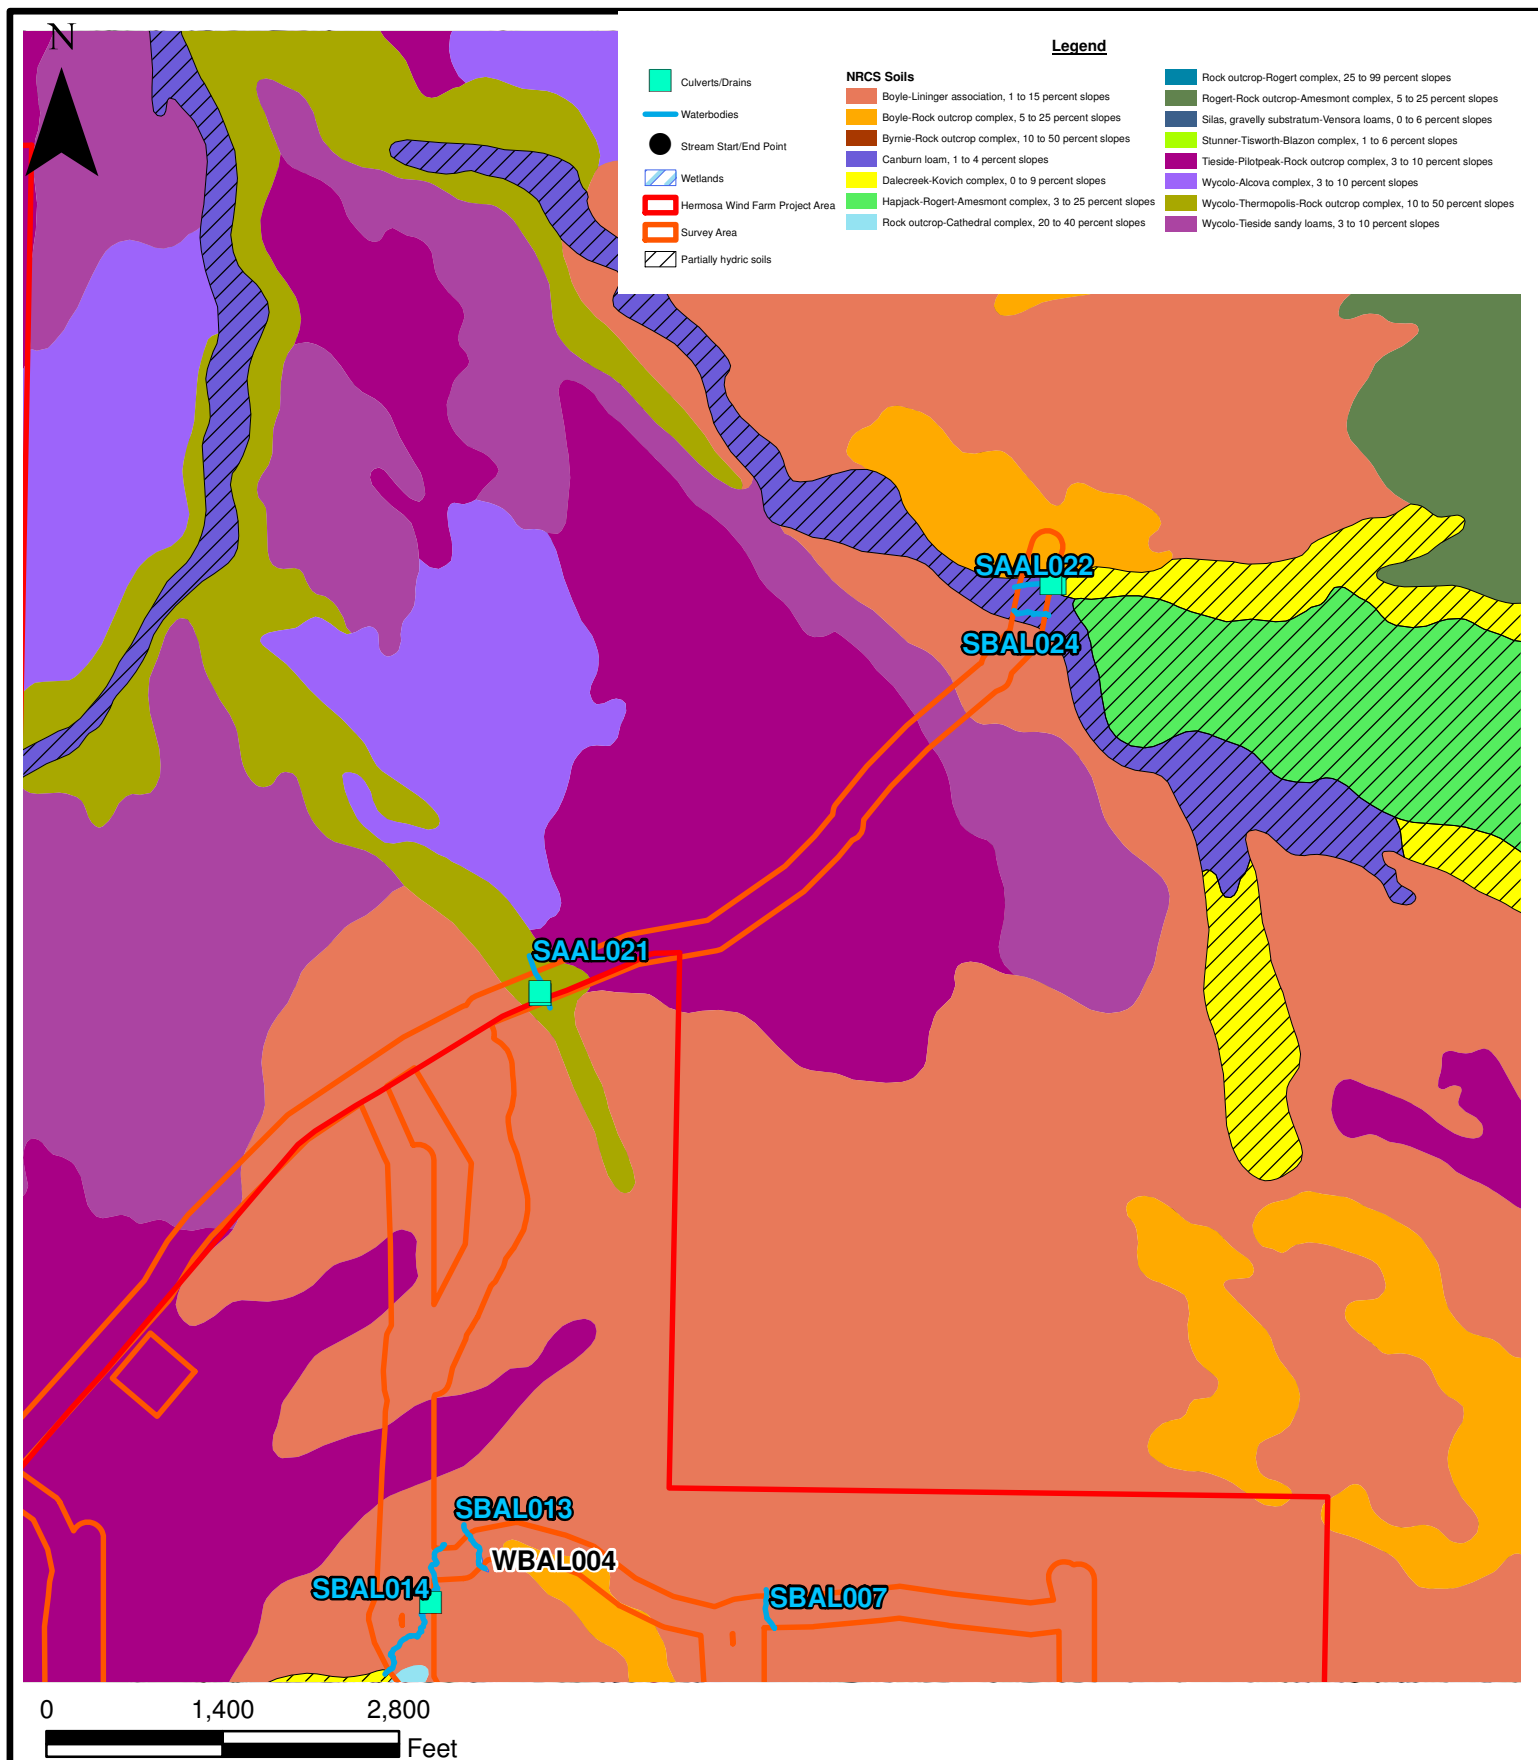 N
Legend
Culverts/Drains
Waterbodies
Stream Start/End Point
Wetlands
Hermosa Wind Farm Project Area
Survey Area
Partially hydric soils
NRCS Soils
Boyle-Lininger association, 1 to 15 percent slopes
Boyle-Rock outcrop complex, 5 to 25 percent slopes
Byrnie-Rock outcrop complex, 10 to 50 percent slopes
Canburn loam, 1 to 4 percent slopes
Dalecreek-Kovich complex, 0 to 9 percent slopes
Hapjack-Rogert-Amesmont complex, 3 to 25 percent slopes
Rock outcrop-Cathedral complex, 20 to 40 percent slopes
Rock outcrop-Rogert complex, 25 to 99 percent slopes
Rogert-Rock outcrop-Amesmont complex, 5 to 25 percent slopes
Silas, gravelly substratum-Vensora loams, 0 to 6 percent slopes
Stunner-Tisworth-Blazon complex, 1 to 6 percent slopes
Tieside-Pilotpeak-Rock outcrop complex, 3 to 10 percent slopes
Wycolo-Alcova complex, 3 to 10 percent slopes
Wycolo-Thermopolis-Rock outcrop complex, 10 to 50 percent slopes
Wycolo-Tieside sandy loams, 3 to 10 percent slopes
SAAL022
SBAL024
SAAL021
SBAL013
WBAL004
SBAL014
SBAL007
0 1,400 2,800
Feet